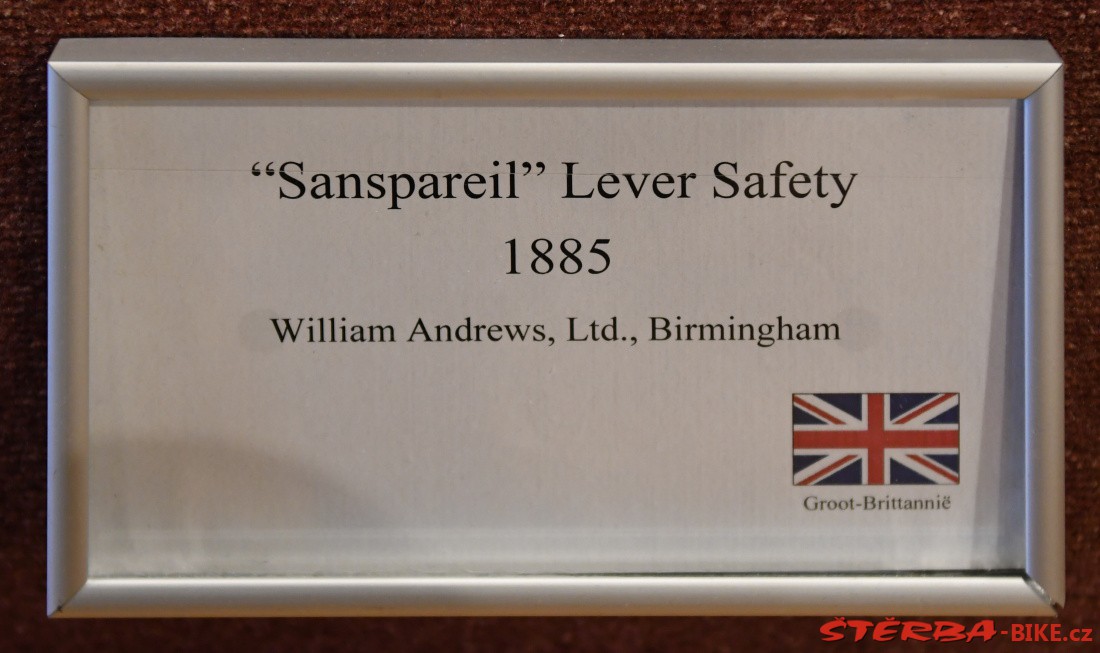 “Sanspareil” Lever Safety
1885
William Andrews, Ltd., Birmingham
Groot-Brittannië
ŠTĚRBA-BIKE.cz